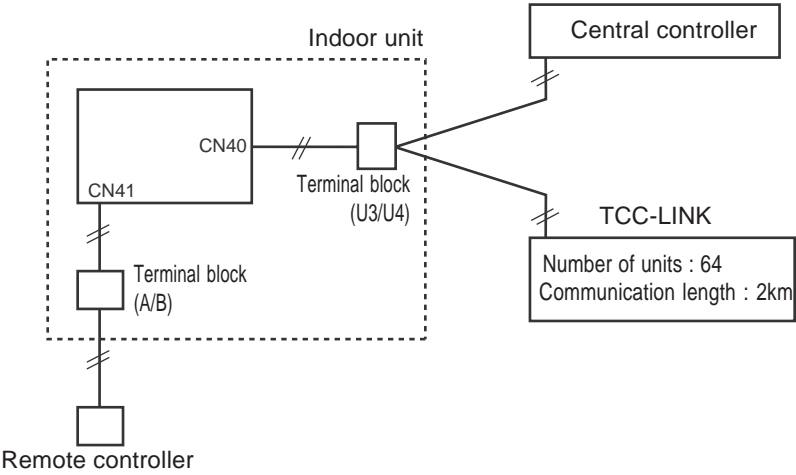 Indoor unit
Central controller
CN40
CN41
Terminal block
(U3/U4)
TCC-LINK
Terminal block
(A/B)
Number of units : 64
Communication length : 2km
Remote controller